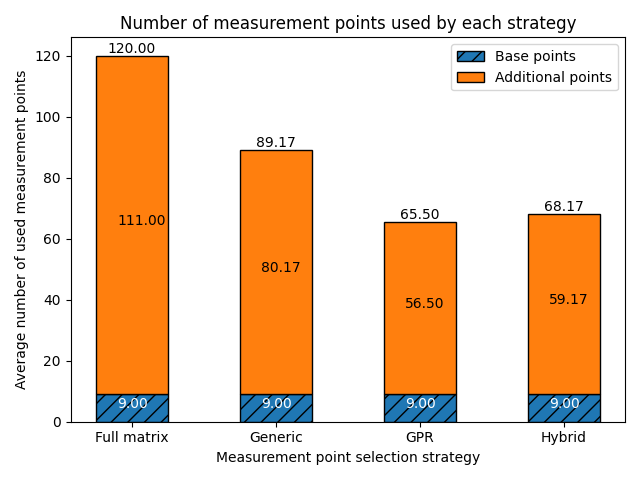 Number of measurement points used by each strategy
Average number of used measurement points
120
100
80
60
40
20
0
120.00
111.00
9.00
89.17
80.17
9.00
65.50
56.50
9.00
68.17
59.17
9.00
Base points
Additional points
Full matrix
Generic
GPR
Hybrid
Measurement point selection strategy